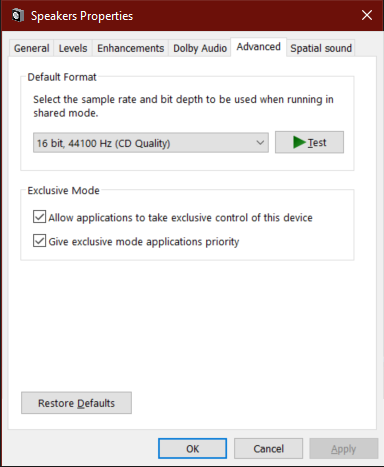 Speakers Properties
General Levels Enhancements Dolby Audio Advanced Spatial sound
Default Format
Select the sample rate and bit depth to be used when running in
shared mode.
16 bit, 44100 Hz (CD Quality)
Test
Exclusive Mode
Allow applications to take exclusive control of this device
Give exclusive mode applications priority
Restore Defaults
OK Cancel Apply